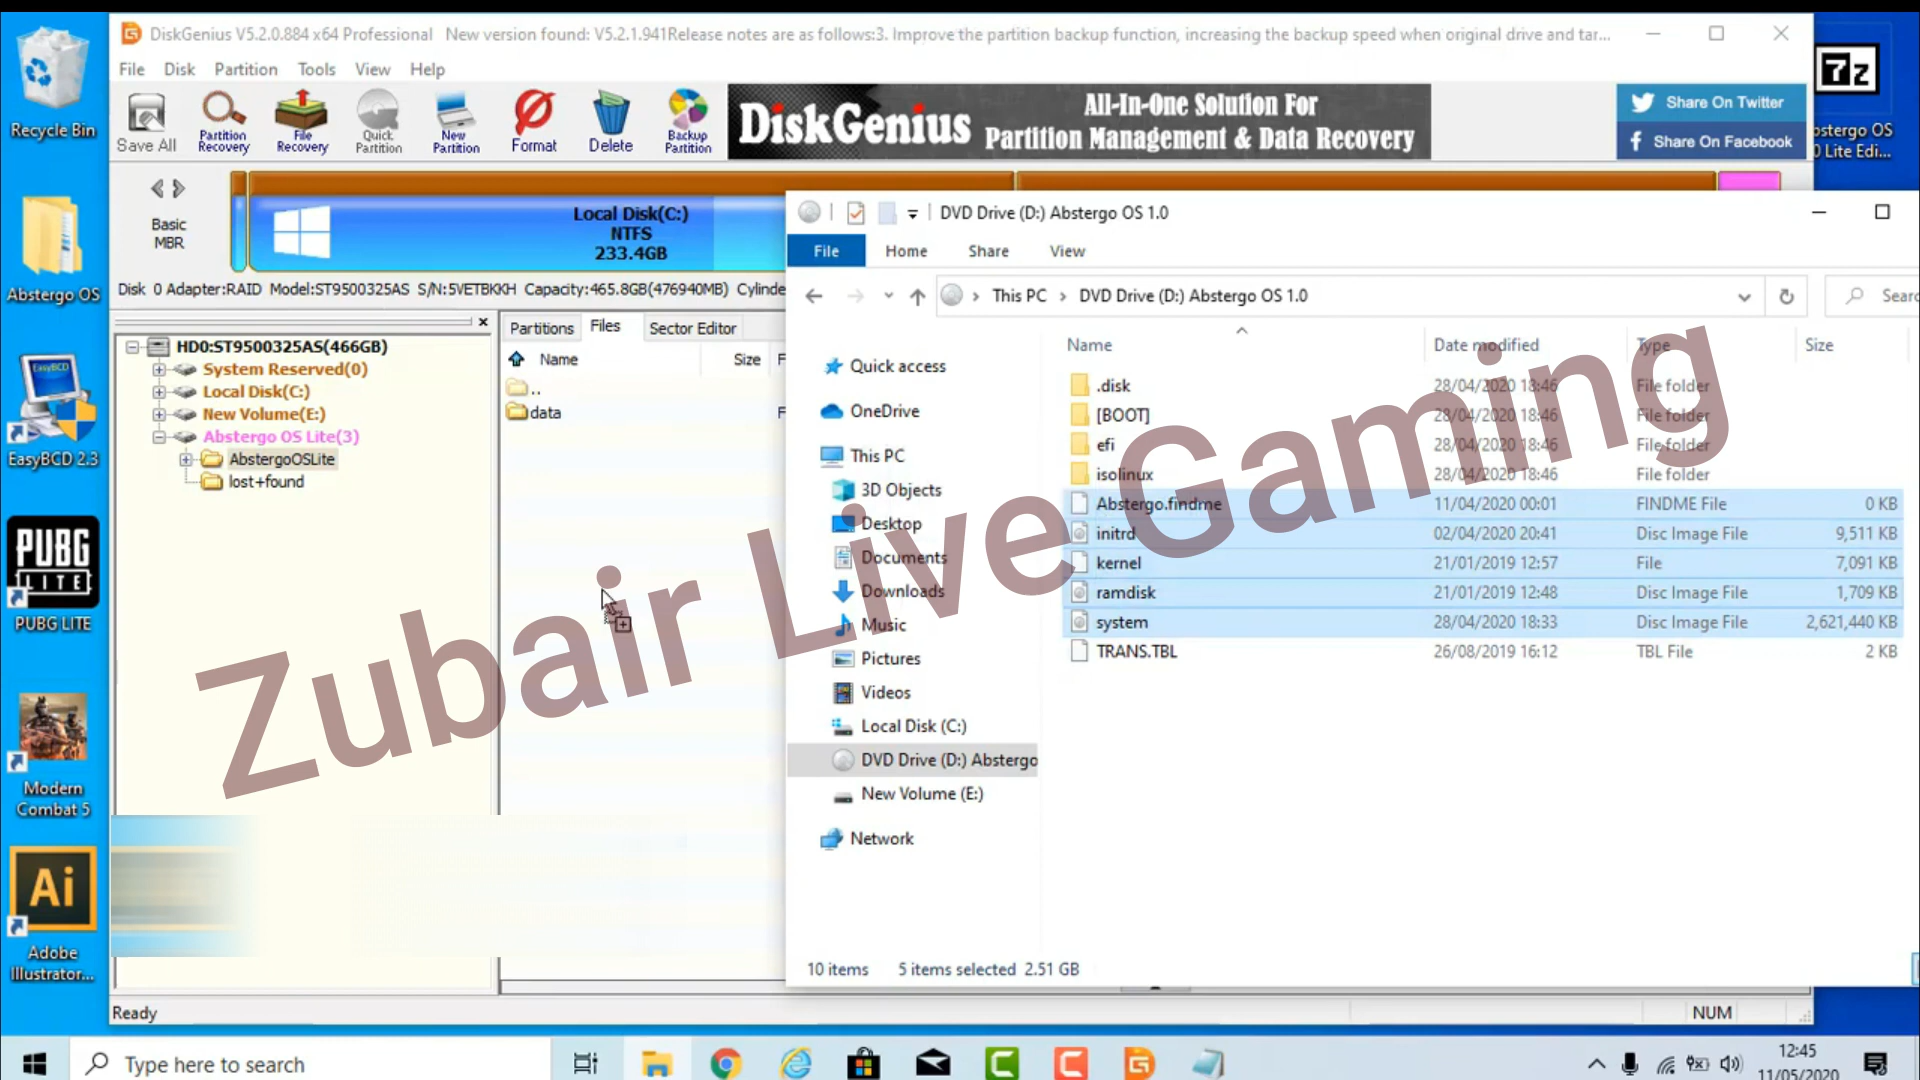 DiskGenius V5.2.0.884 x64 Professional   New version found: V5.2.1.941Release notes are as follows:3. Improve the partition backup function, increasing the backup speed when original drive and tar...
File Disk Partition Tools View Help
Save All
Partition Recovery
File Recovery
Quick Partition
New Partition
Format
Delete
Backup Partition
DiskGenius
All-In-One Solution For
Partition Management & Data Recovery
Share On Twitter
Share On Facebook
Basic
MBR
Local Disk(C:)
NTFS
233.4GB
Disk 0 Adapter:RAID Model:ST9500325AS S/N:5VETBKKH Capacity:465.8GB(476940MB) Cylinde
HD0:ST9500325AS(466GB)
System Reserved(0)
Local Disk(C:)
New Volume(E:)
Abstergo OS Lite(3)
AbstergoOSLite
lost+found
Partitions Files Sector Editor
Name Size F
..
data F
Ready
NUM
DVD Drive (D:) Abstergo OS 1.0
File Home Share View
This PC > DVD Drive (D:) Abstergo OS 1.0
Searc
Quick access
OneDrive
This PC
3D Objects
Desktop
Documents
Downloads
Music
Pictures
Videos
Local Disk (C:)
DVD Drive (D:) Abstergo
New Volume (E:)
Network
Name Date modified Type Size
.disk 28/04/2020 18:46 File folder
[BOOT] 28/04/2020 18:46 File folder
efi 28/04/2020 18:46 File folder
isolinux 28/04/2020 18:46 File folder
Abstergo.findme 11/04/2020 00:01 FINDME File 0 KB
initrd 02/04/2020 20:41 Disc Image File 9,511 KB
kernel 21/01/2019 12:57 File 7,091 KB
ramdisk 21/01/2019 12:48 Disc Image File 1,709 KB
system 28/04/2020 18:33 Disc Image File 2,621,440 KB
TRANS.TBL 26/08/2019 16:12 TBL File 2 KB
10 items 5 items selected 2.51 GB
Zubair Live Gaming
Recycle Bin
Abstergo OS
EasyBCD
EasyBCD 2.3
PUBG
LITE
PUBG LITE
Modern
Combat 5
Ai
Adobe
Illustrator...
7z
bstergo OS
0 Lite Edi...
Type here to search
12:45
11/05/2020